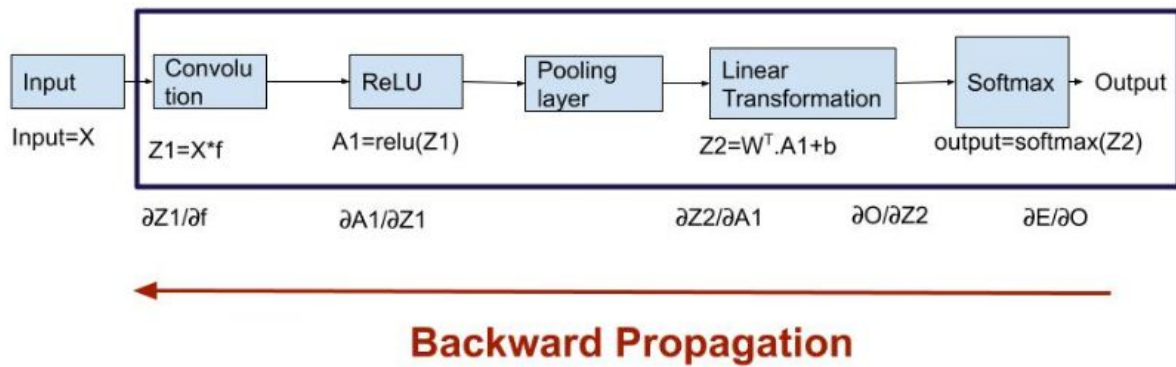 Input
Convolu
tion
ReLU
Pooling
layer
Linear
Transformation
Softmax
Output
Input=X
Z1=X*f
A1=relu(Z1)
Z2=Wᵀ.A1+b
output=softmax(Z2)
∂Z1/∂f
∂A1/∂Z1
∂Z2/∂A1
∂O/∂Z2
∂E/∂O
Backward Propagation